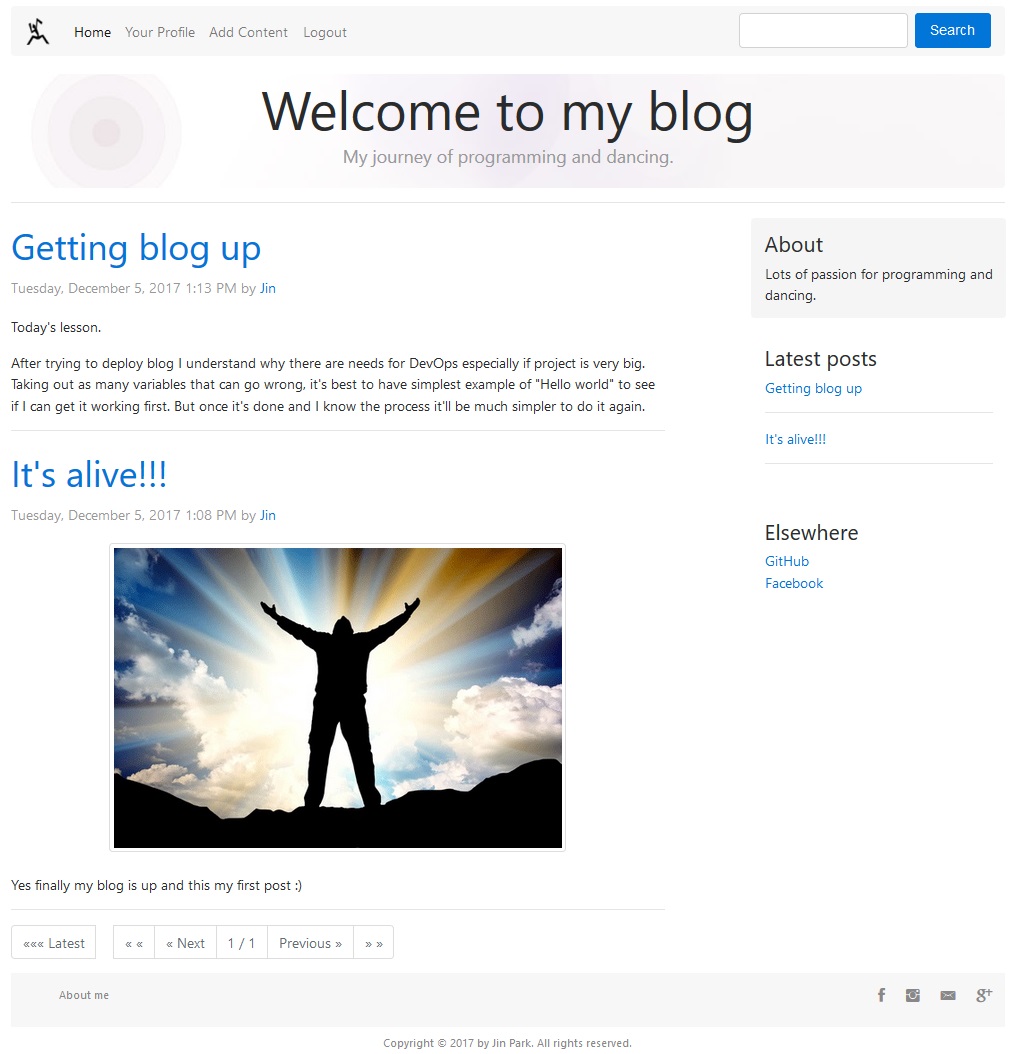 Home Your Profile Add Content Logout Search
Welcome to my blog
My journey of programming and dancing.
Getting blog up
Tuesday, December 5, 2017 1:13 PM by Jin
Today's lesson.
After trying to deploy blog I understand why there are needs for DevOps especially if project is very big.
Taking out as many variables that can go wrong, it's best to have simplest example of "Hello world" to see
if I can get it working first. But once it's done and I know the process it'll be much simpler to do it again.
It's alive!!!
Tuesday, December 5, 2017 1:08 PM by Jin
Yes finally my blog is up and this my first post :)
««« Latest « « « Next 1 / 1 Previous » » »
About
Lots of passion for programming and
dancing.
Latest posts
Getting blog up
It's alive!!!
Elsewhere
GitHub
Facebook
About me
Copyright © 2017 by Jin Park. All rights reserved.